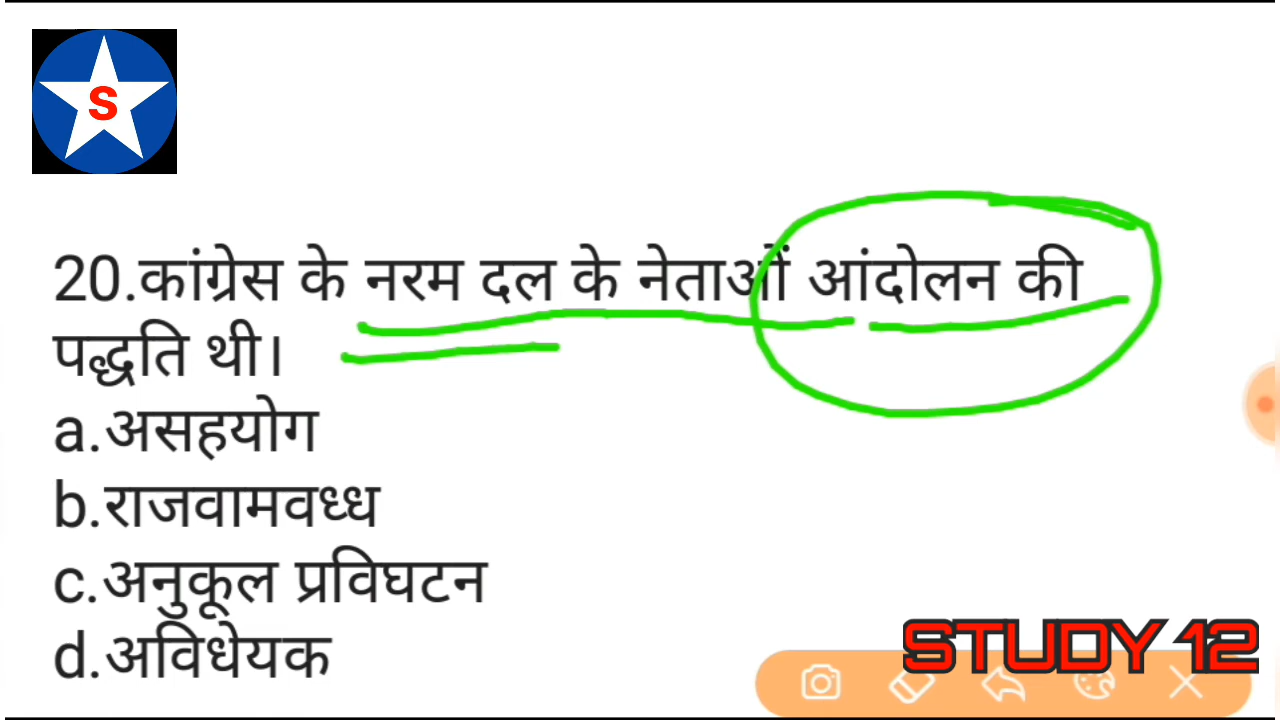 S
20.कांग्रेस के नरम दल के नेताओं आंदोलन की
पद्धति थी।
a.असहयोग
b.राजवामवध्ध
c.अनुकूल प्रविघटन
d.अविधेयक
STUDY 12